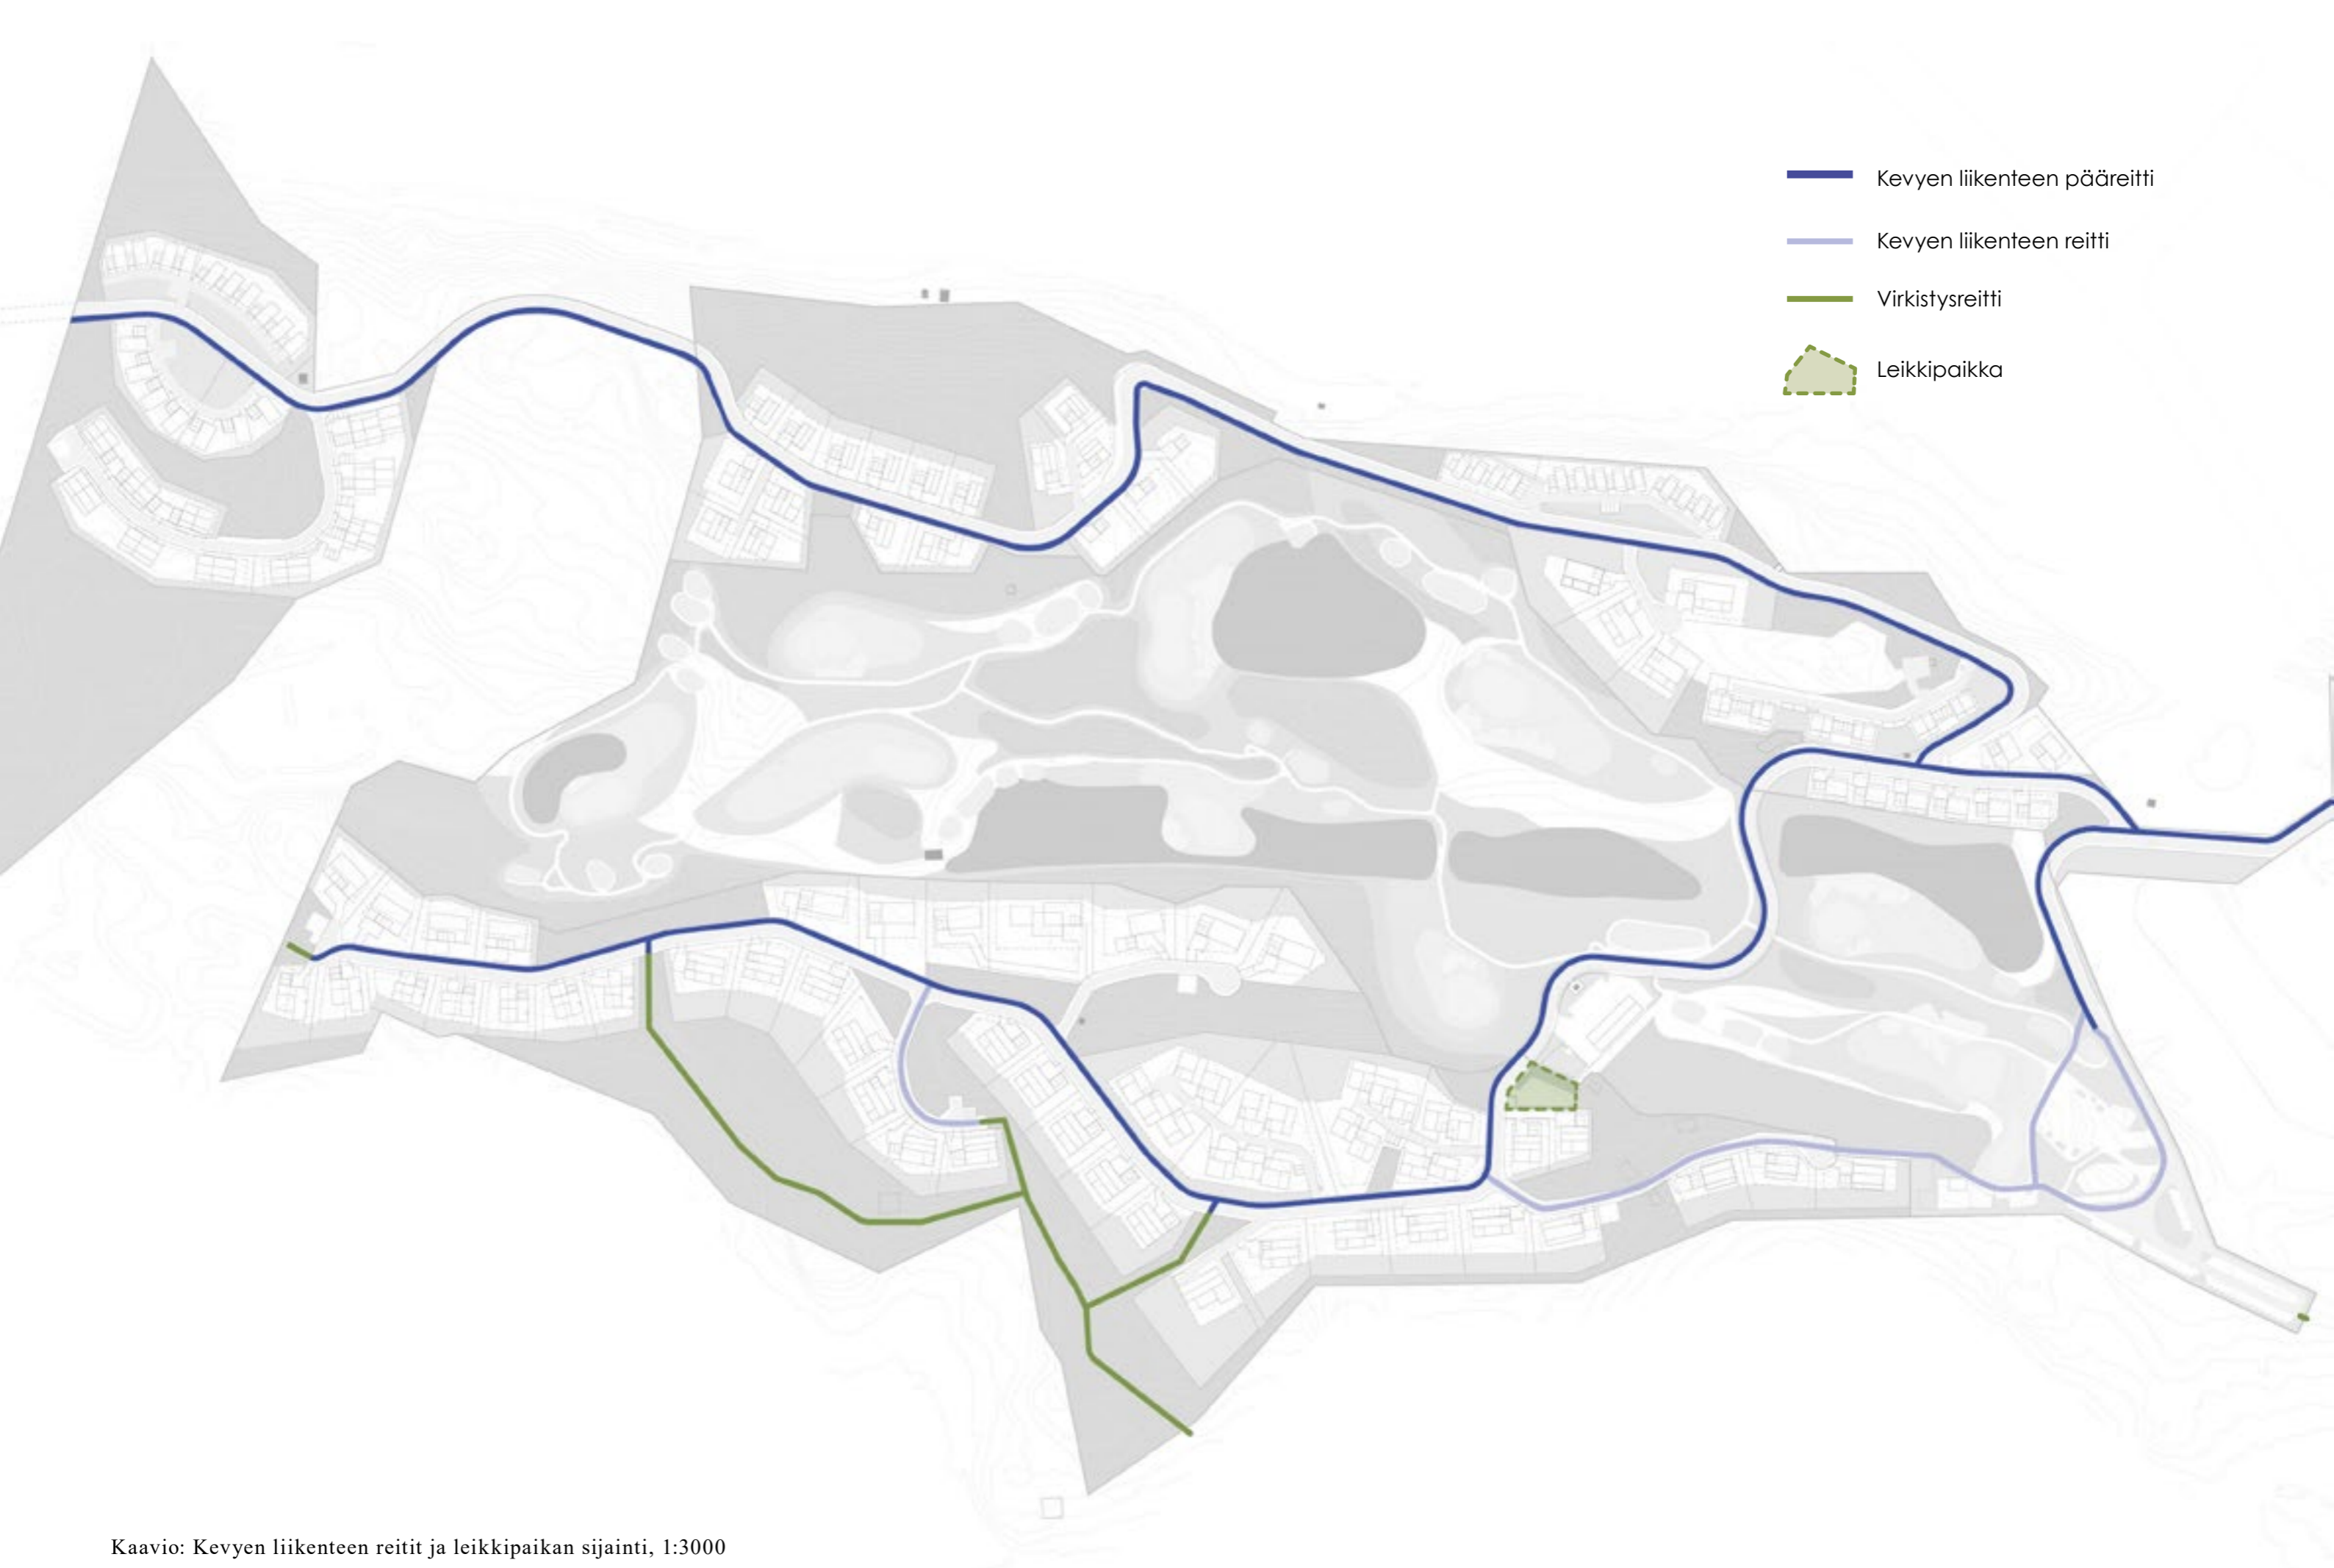 Kevyen liikenteen pääreitti
Kevyen liikenteen reitti
Virkistysreitti
Leikkipaikka
Kaavio: Kevyen liikenteen reitit ja leikkipaikan sijainti, 1:3000